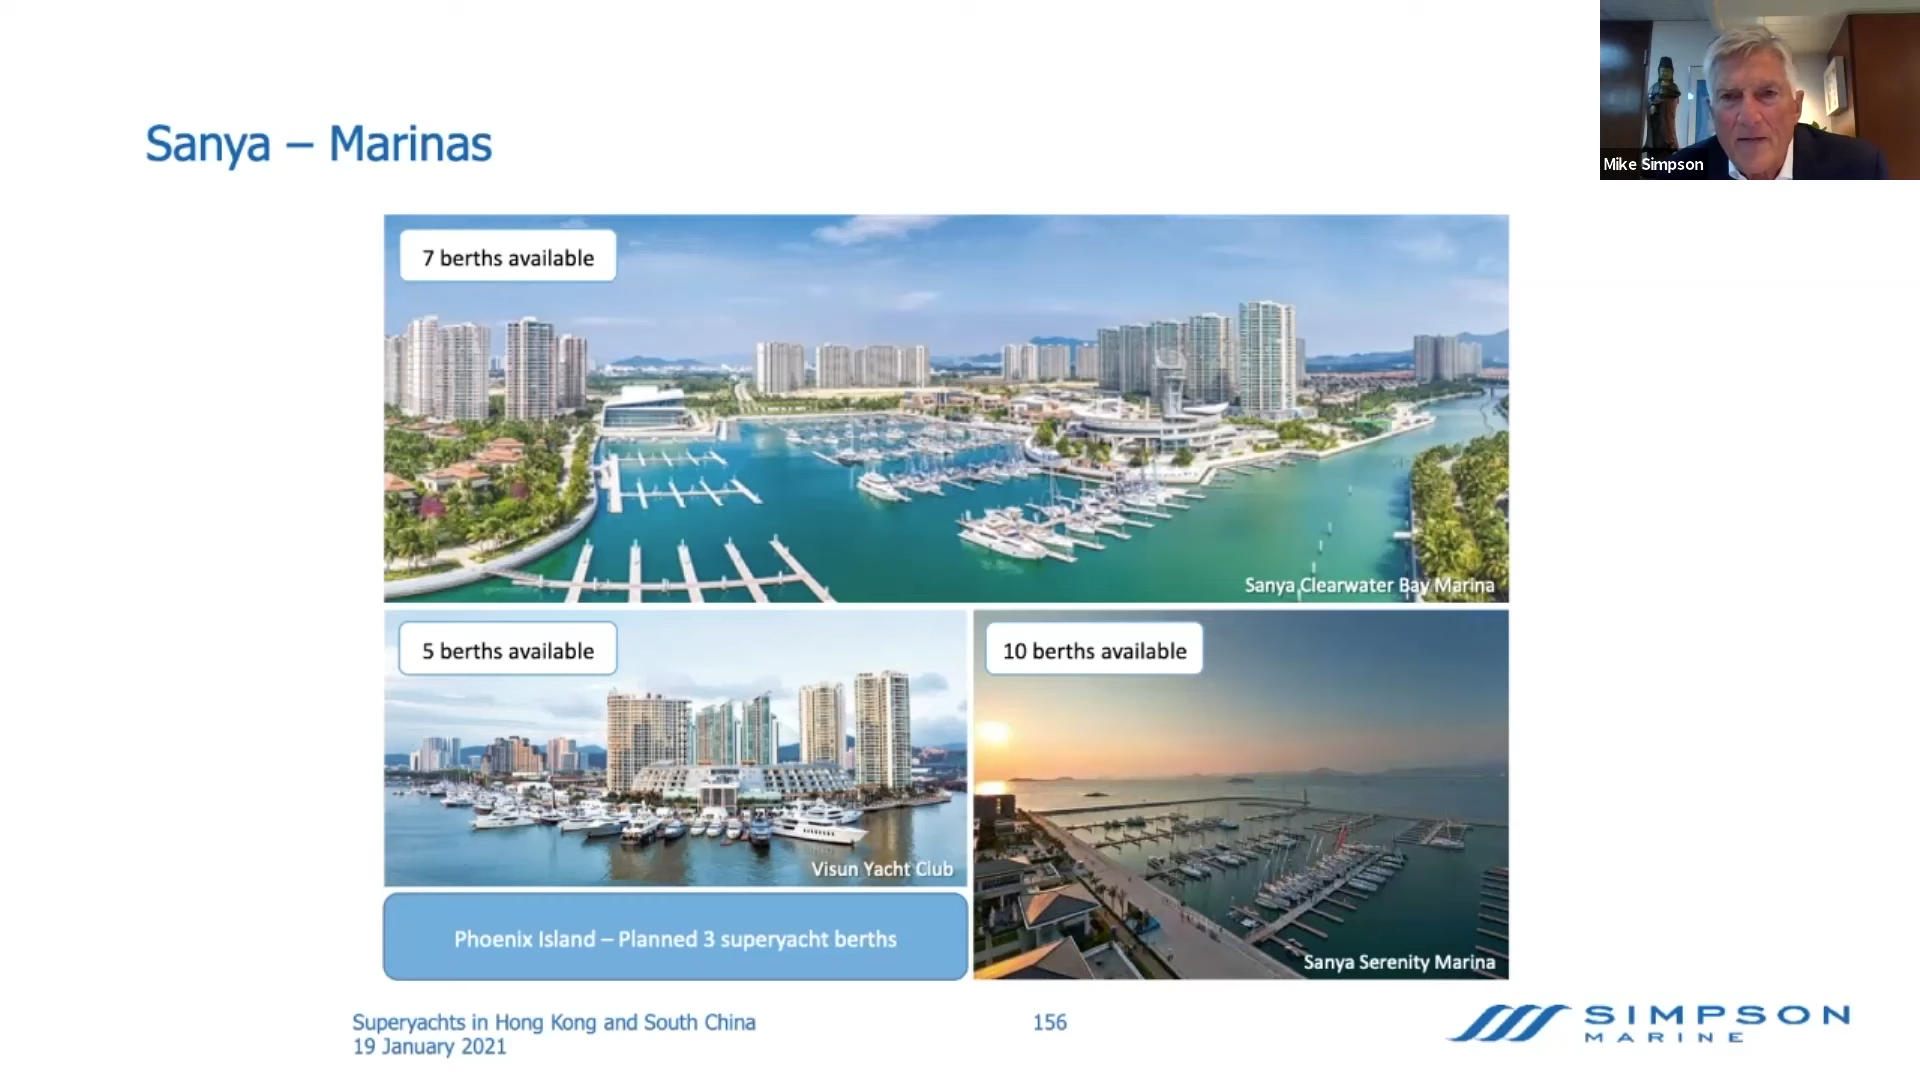 Sanya – Marinas
Mike Simpson
7 berths available
Sanya Clearwater Bay Marina
5 berths available
Visun Yacht Club
10 berths available
Sanya Serenity Marina
Phoenix Island – Planned 3 superyacht berths
Superyachts in Hong Kong and South China
19 January 2021
156
SIMPSON
MARINE